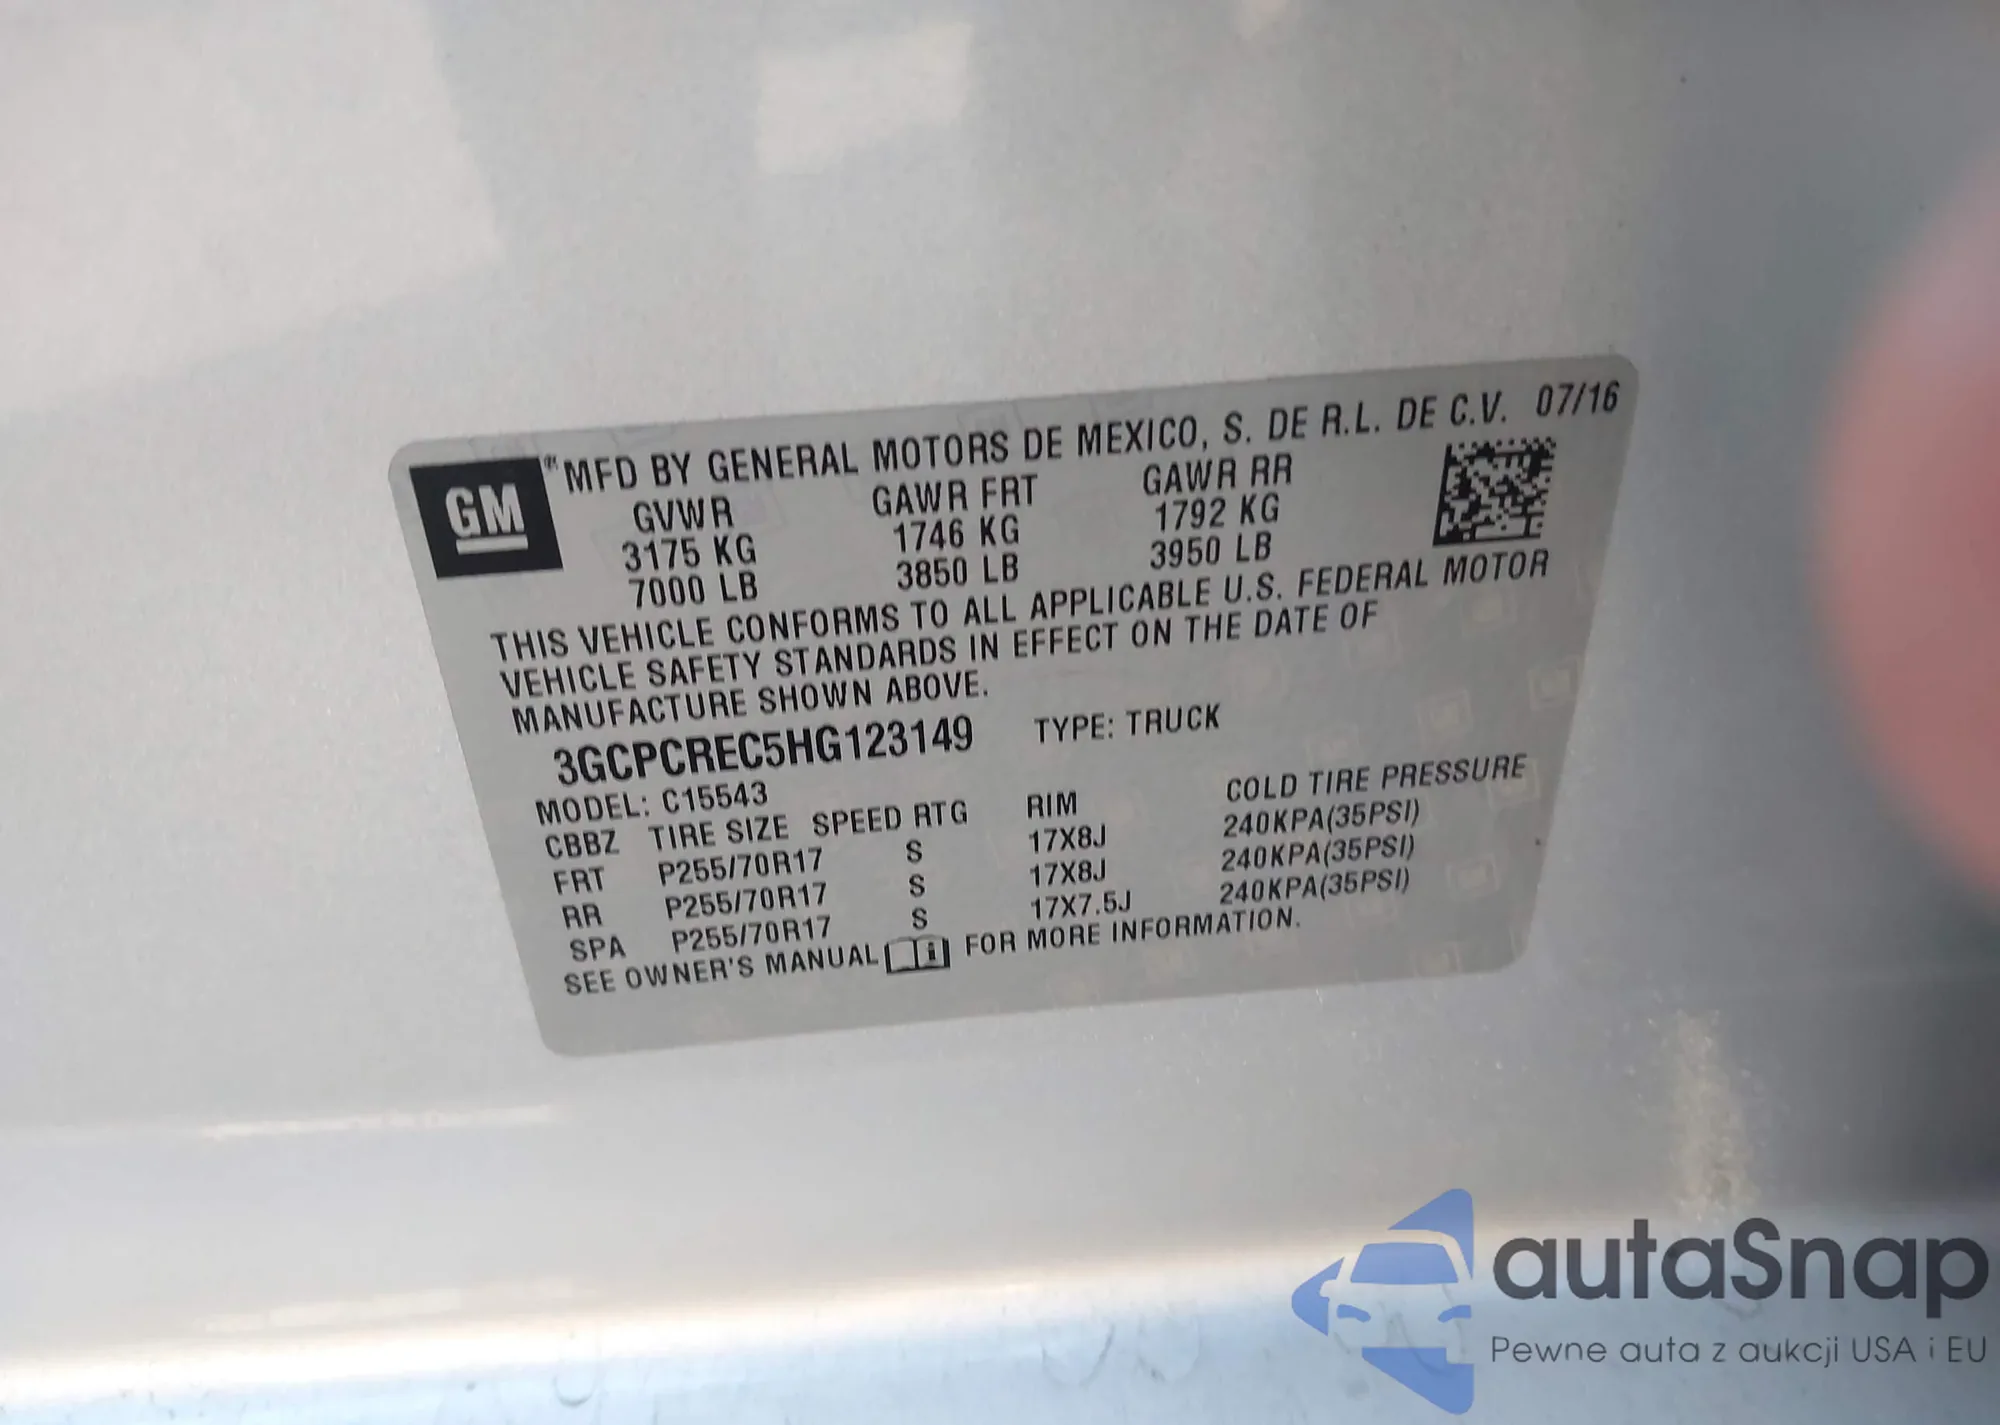 GM
MFD BY GENERAL MOTORS DE MEXICO, S. DE R.L. DE C.V. 07/16
GVWR GAWR FRT GAWR RR
3175 KG 1746 KG 1792 KG
7000 LB 3850 LB 3950 LB
THIS VEHICLE CONFORMS TO ALL APPLICABLE U.S. FEDERAL MOTOR
VEHICLE SAFETY STANDARDS IN EFFECT ON THE DATE OF
MANUFACTURE SHOWN ABOVE.
3GCPCREC5HG123149 TYPE: TRUCK
MODEL: C15543
CBBZ TIRE SIZE SPEED RTG RIM COLD TIRE PRESSURE
FRT P255/70R17 S 17X8J 240KPA(35PSI)
RR P255/70R17 S 17X8J 240KPA(35PSI)
SPA P255/70R17 S 17X7.5J 240KPA(35PSI)
SEE OWNER'S MANUAL FOR MORE INFORMATION.
autaSnap
Pewne auta z aukcji USA i EU